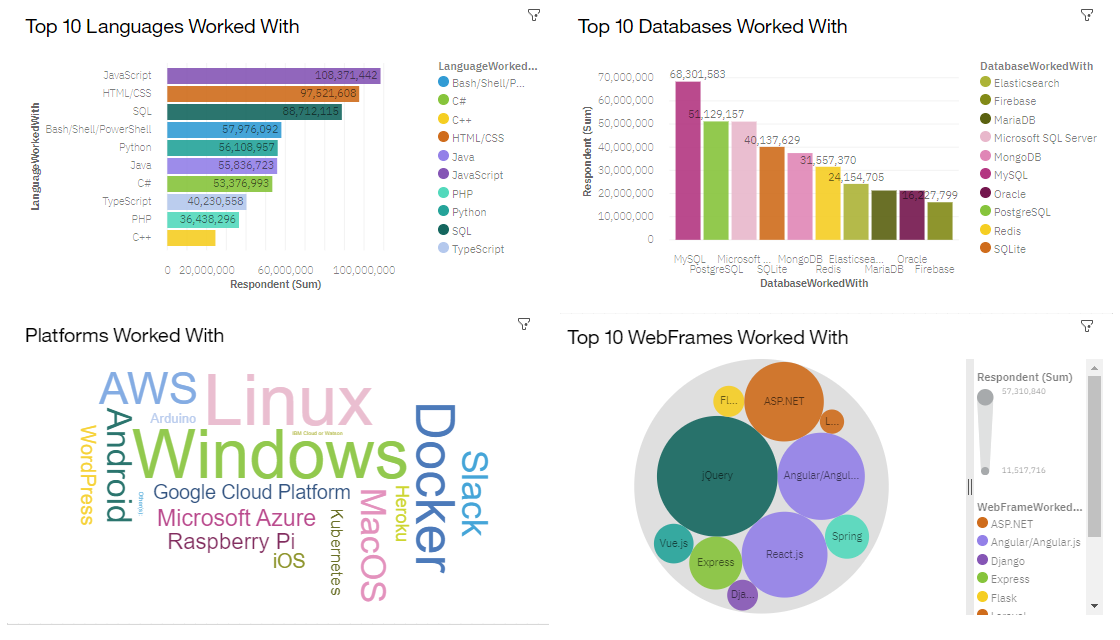 Top 10 Languages Worked With
LanguageWorkedWith
JavaScript
HTML/CSS
SQL
Bash/Shell/PowerShell
Python
Java
C#
TypeScript
PHP
C++
108,371,442
97,521,608
88,712,115
57,976,092
56,108,957
55,836,723
53,376,993
40,230,558
36,438,296
0 20,000,000 60,000,000 100,000,000
Respondent (Sum)
LanguageWorked...
Bash/Shell/P...
C#
C++
HTML/CSS
Java
JavaScript
PHP
Python
SQL
TypeScript
Top 10 Databases Worked With
Respondent (Sum)
70,000,000
60,000,000
50,000,000
40,000,000
30,000,000
20,000,000
10,000,000
0
68,301,583
51,129,157
40,137,629
31,557,370
24,154,705
16,227,799
MySQL Microsoft ... MongoDB Elasticsea... Oracle
PostgreSQL SQLite Redis MariaDB Firebase
DatabaseWorkedWith
DatabaseWorkedWith
Elasticsearch
Firebase
MariaDB
Microsoft SQL Server
MongoDB
MySQL
Oracle
PostgreSQL
Redis
SQLite
Platforms Worked With
AWS
Linux
Arduino
Android
WordPress
Windows
IBM Cloud or Watson
Docker
Slack
Google Cloud Platform
Microsoft Azure
Raspberry Pi
iOS
Kubernetes
MacOS
Heroku
Top 10 WebFrames Worked With
Fl...
ASP.NET
L...
jQuery
Angular/Angul...
Vue.js
Express
React.js
Spring
Dja...
Respondent (Sum)
57,310,840
11,517,716
WebFrameWorked...
ASP.NET
Angular/Angular.js
Django
Express
Flask